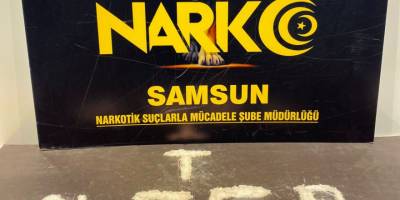 NARKO
SAMSUN
NARKOTİK SUÇLARLA MÜCADELE ŞUBE MÜDÜRLÜĞÜ
T